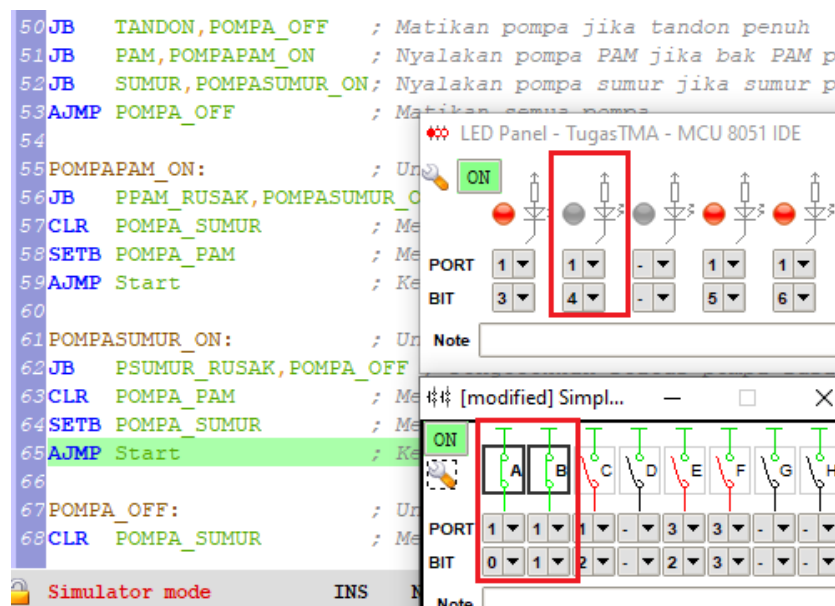 50 JB TANDON,POMPA_OFF ; Matikan pompa jika tandon penuh
51 JB PAM,POMPAPAM_ON ; Nyalakan pompa PAM jika bak PAM p
52 JB SUMUR,POMPASUMUR_ON; Nyalakan pompa sumur jika sumur p
53 AJMP POMPA_OFF ; Matikan semua pompa
54
55 POMPAPAM_ON: ; Un
56 JB PPAM_RUSAK,POMPASUMUR_O
57 CLR POMPA_SUMUR ; Me
58 SETB POMPA_PAM ; Me
59 AJMP Start ; Ke
60
61 POMPASUMUR_ON: ; Un
62 JB PSUMUR_RUSAK,POMPA_OFF ;
63 CLR POMPA_PAM ; Me
64 SETB POMPA_SUMUR ; Me
65 AJMP Start ; Ke
66
67 POMPA_OFF: ; Un
68 CLR POMPA_SUMUR ; Me
Simulator mode INS N
LED Panel - TugasTMA - MCU 8051 IDE
ON
PORT 1 1 - 1 1
BIT 3 4 - 5 6
Note
[modified] Simpl...
ON
A B C D E F G H
PORT 1 1 1 - 3 3 - -
BIT 0 1 2 - 2 3 - -
Note